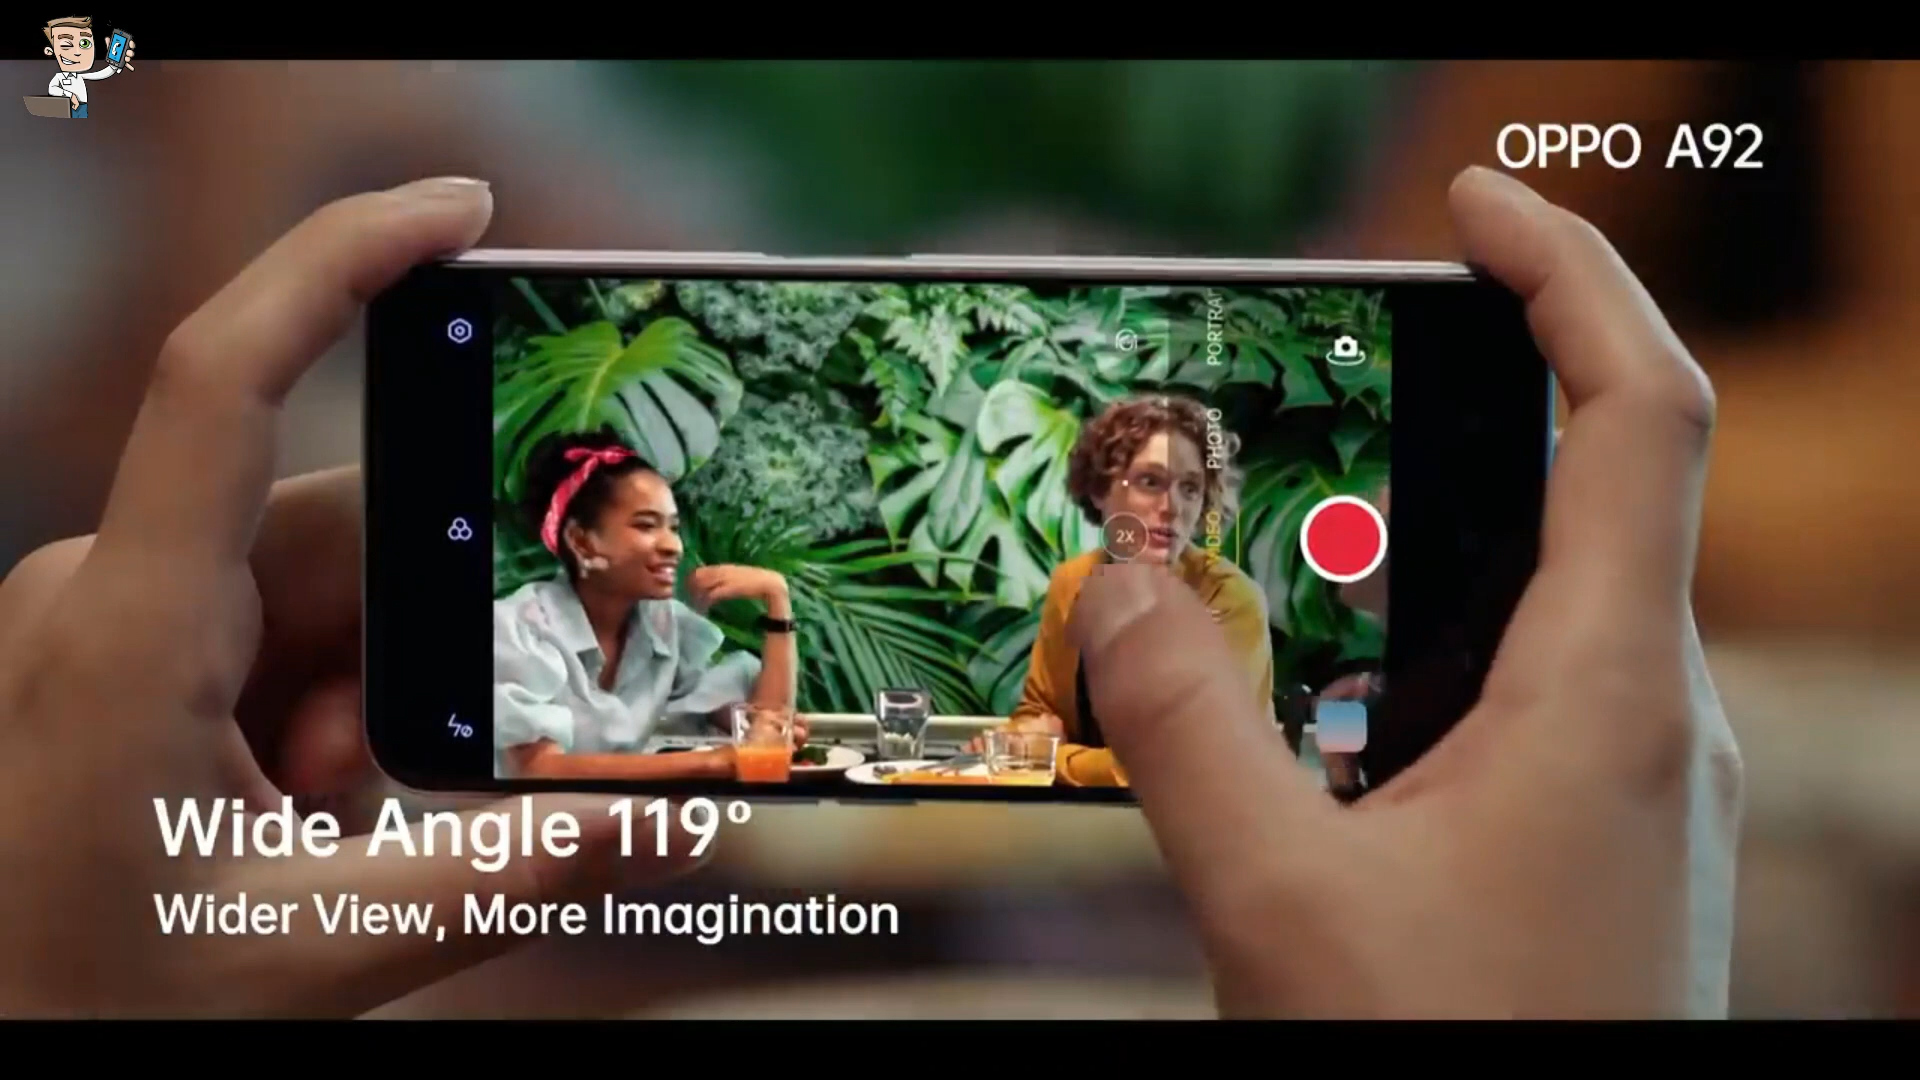 OPPO A92
PORTRAIT
PHOTO
2X
VIDEO
Wide Angle 119°
Wider View, More Imagination